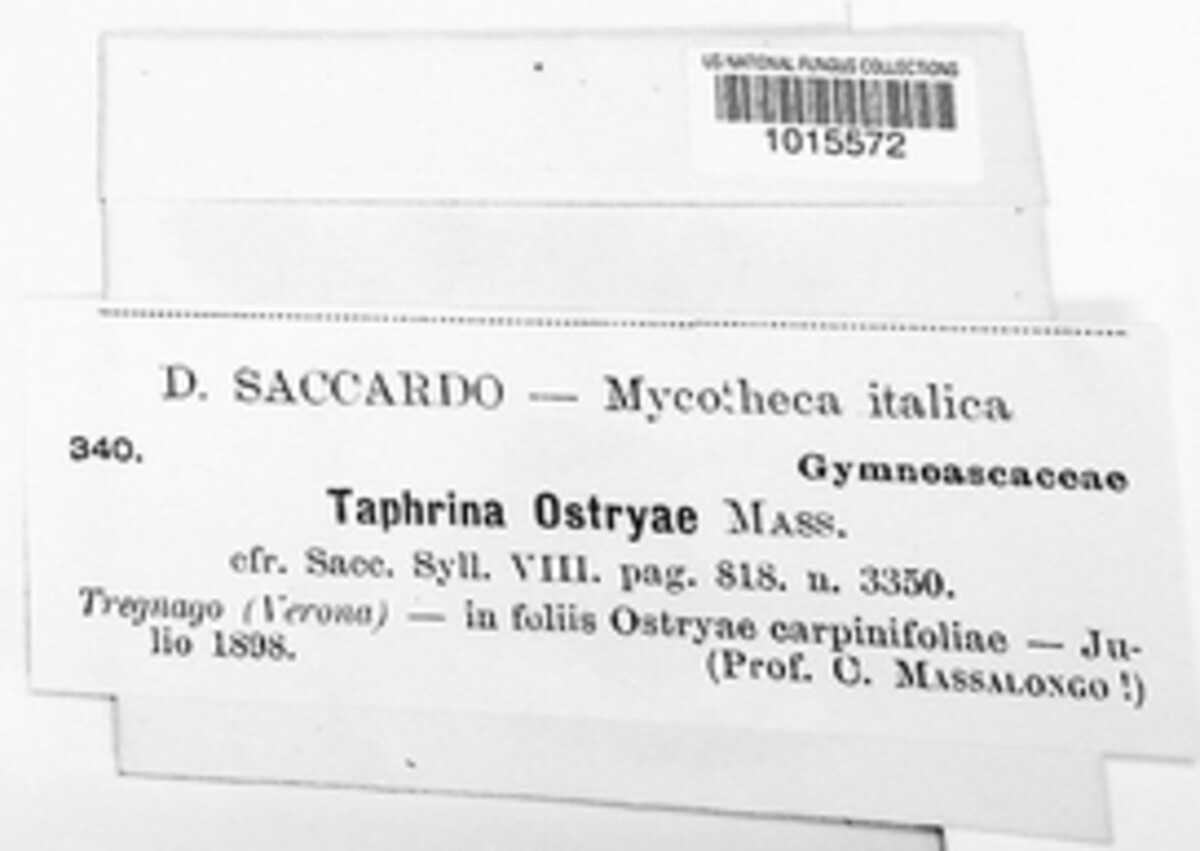 US NATIONAL FUNGUS COLLECTIONS
1015572
D. SACCARDO — Mycotheca italica
340.
Gymnoascaceae
Taphrina Ostryae MASS.
cfr. Sacc. Syll. VIII. pag. 818. n. 3350.
Tregnago (Verona) — in foliis Ostryae carpinifoliae — Ju-
lio 1898. (Prof. C. MASSALONGO!)